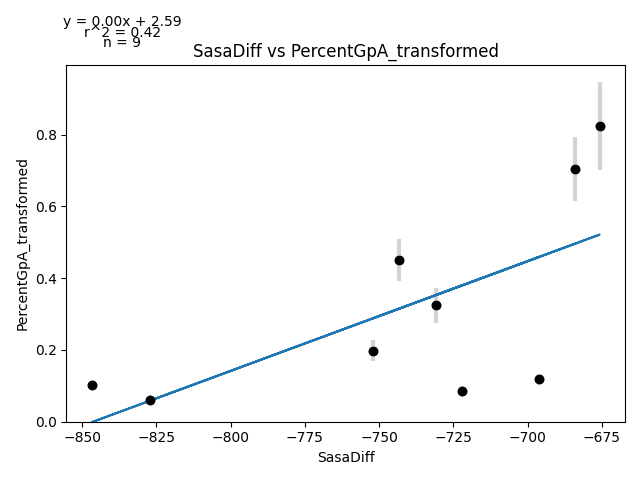 y = 0.00x + 2.59
r^2 = 0.42
n = 9
SasaDiff vs PercentGpA_transformed
PercentGpA_transformed
0.8
0.6
0.4
0.2
0.0
−850
−825
−800
−775
−750
−725
−700
−675
SasaDiff